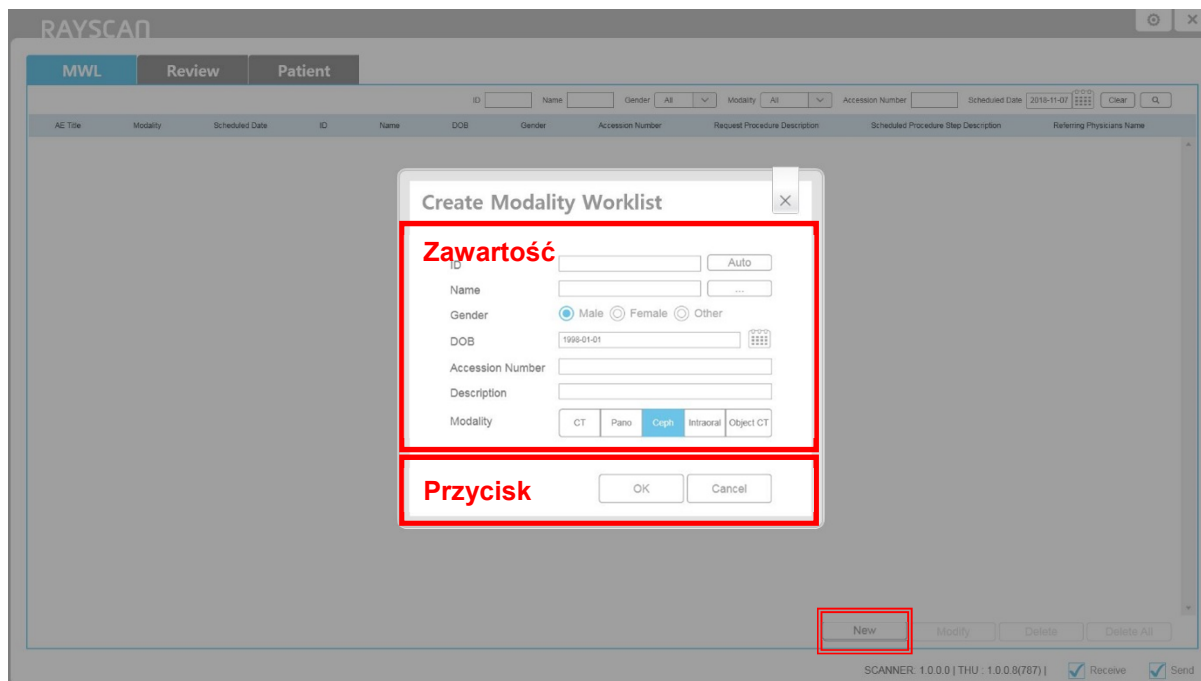 RAYSCAN
MWL Review Patient
ID Name Gender All Modality All Accession Number Scheduled Date 2018-11-07 Clear
AE Title Modality Scheduled Date ID Name DOB Gender Accession Number Request Procedure Description Scheduled Procedure Step Description Referring Physicians Name
Create Modality Worklist
Zawartość
ID Auto
Name ...
Gender Male Female Other
DOB 1998-01-01
Accession Number
Description
Modality CT Pano Ceph Intraoral Object CT
Przycisk OK Cancel
New Modify Delete Delete All
SCANNER: 1.0.0.0 | THU : 1.0.0.8(787) | Receive Send